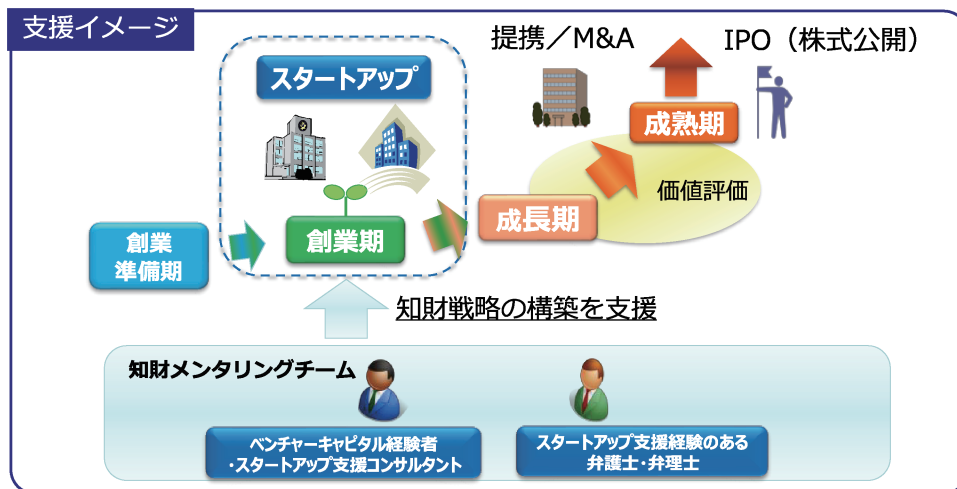 支援イメージ
提携／M&A
IPO（株式公開）
スタートアップ
成熟期
価値評価
成長期
創業期
創業
準備期
知財戦略の構築を支援
知財メンタリングチーム
ベンチャーキャピタル経験者
・スタートアップ支援コンサルタント
スタートアップ支援経験のある
弁護士・弁理士